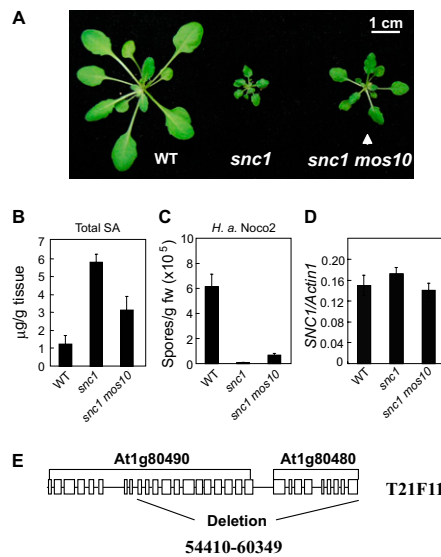 A
1 cm
WT
snc1
snc1 mos10
B
Total SA
µg/g tissue
7
6
5
4
3
2
1
0
WT
snc1
snc1 mos10
C
H. a. Noco2
Spores/g fw (x10 5)
8
6
4
2
0
WT
snc1
snc1 mos10
D
SNC1/Actin1
0.16
0.20
0.12
0.08
0.04
0
WT
snc1
snc1 mos10
E
At1g80490
At1g80480
T21F11
Deletion
54410-60349